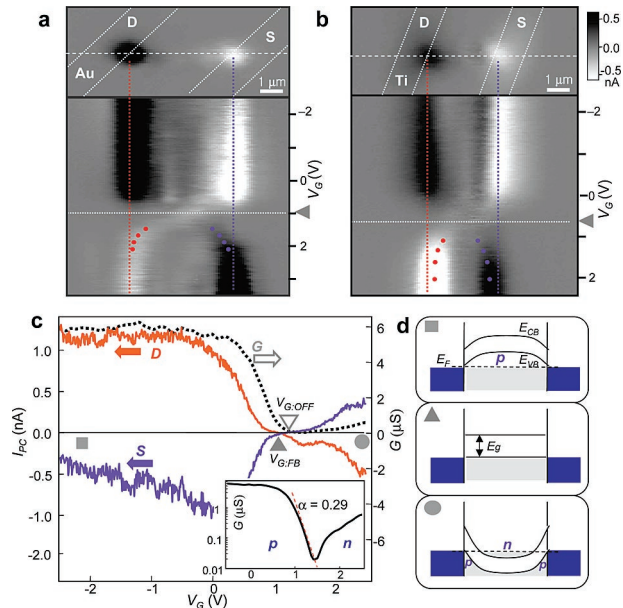 a
D
S
Au
1 μm
-2
0
2
V_G (V)
b
D
S
Ti
1 μm
0.5
0.0
-0.5
nA
-2
-1
0
1
2
V_G (V)
c
1.0
0.5
0.0
-0.5
-1.0
-2.0
I_PC (nA)
D
G
S
V_G:OFF
V_G:FB
6
4
2
0
-2
-4
-6
G (μS)
-2
-1
0
1
2
V_G (V)
1
0.1
0.01
G (μS)
α = 0.29
p
n
0
1
2
d
E_CB
E_F
p
E_VB
E_g
n
p
p